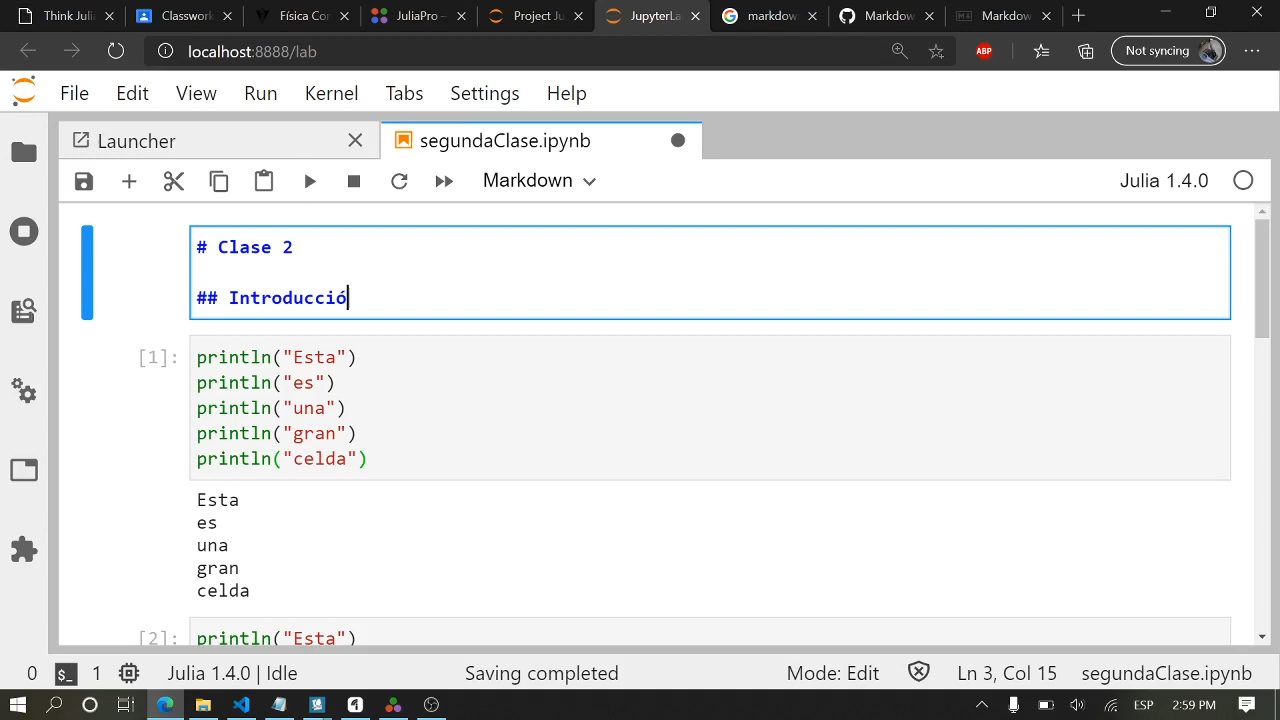 Think Julia
Classwork
Física Con
JuliaPro –
Project Ju
JupyterLa
markdow
Markdow
Markdow
localhost:8888/lab
ABP
Not syncing
File Edit View Run Kernel Tabs Settings Help
Launcher
segundaClase.ipynb
Markdown
Julia 1.4.0
# Clase 2
## Introducció
[1]:
println("Esta")
println("es")
println("una")
println("gran")
println("celda")
Esta
es
una
gran
celda
[2]:
println("Esta")
0 $_ 1 Julia 1.4.0 | Idle Saving completed Mode: Edit Ln 3, Col 15 segundaClase.ipynb
ESP 2:59 PM